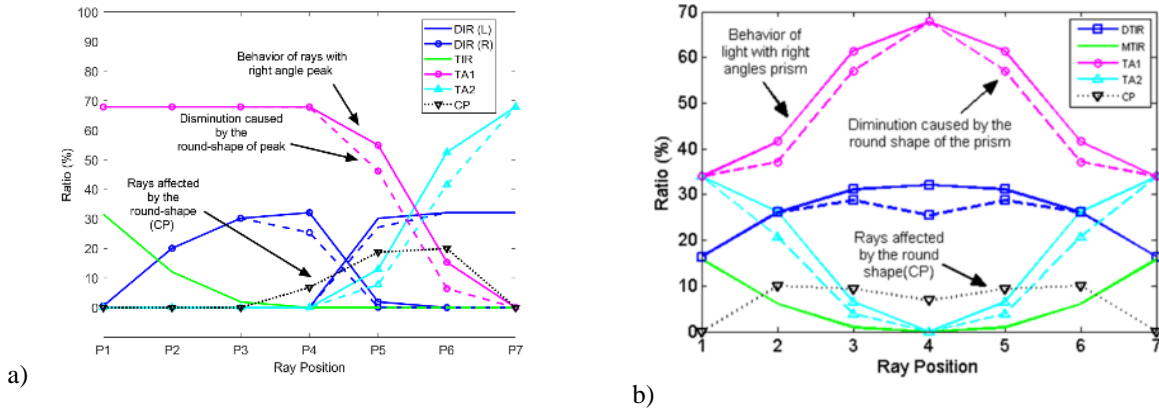 100
90
80
70
60
50
40
30
20
10
0
Ratio (%)
P1 P2 P3 P4 P5 P6 P7
Ray Position
DIR (L)
DIR (R)
TIR
TA1
TA2
CP
Behavior of rays with
right angle peak
Disminution caused
by the
round-shape of peak
Rays affected
by the
round-shape
(CP)
a)
70
60
50
40
30
20
10
0
Ratio (%)
1 2 3 4 5 6 7
Ray Position
DTIR
MTIR
TA1
TA2
CP
Behavior of
light with right
angles prism
Diminution caused by the
round shape of the prism
Rays affected
by the round
shape(CP)
b)